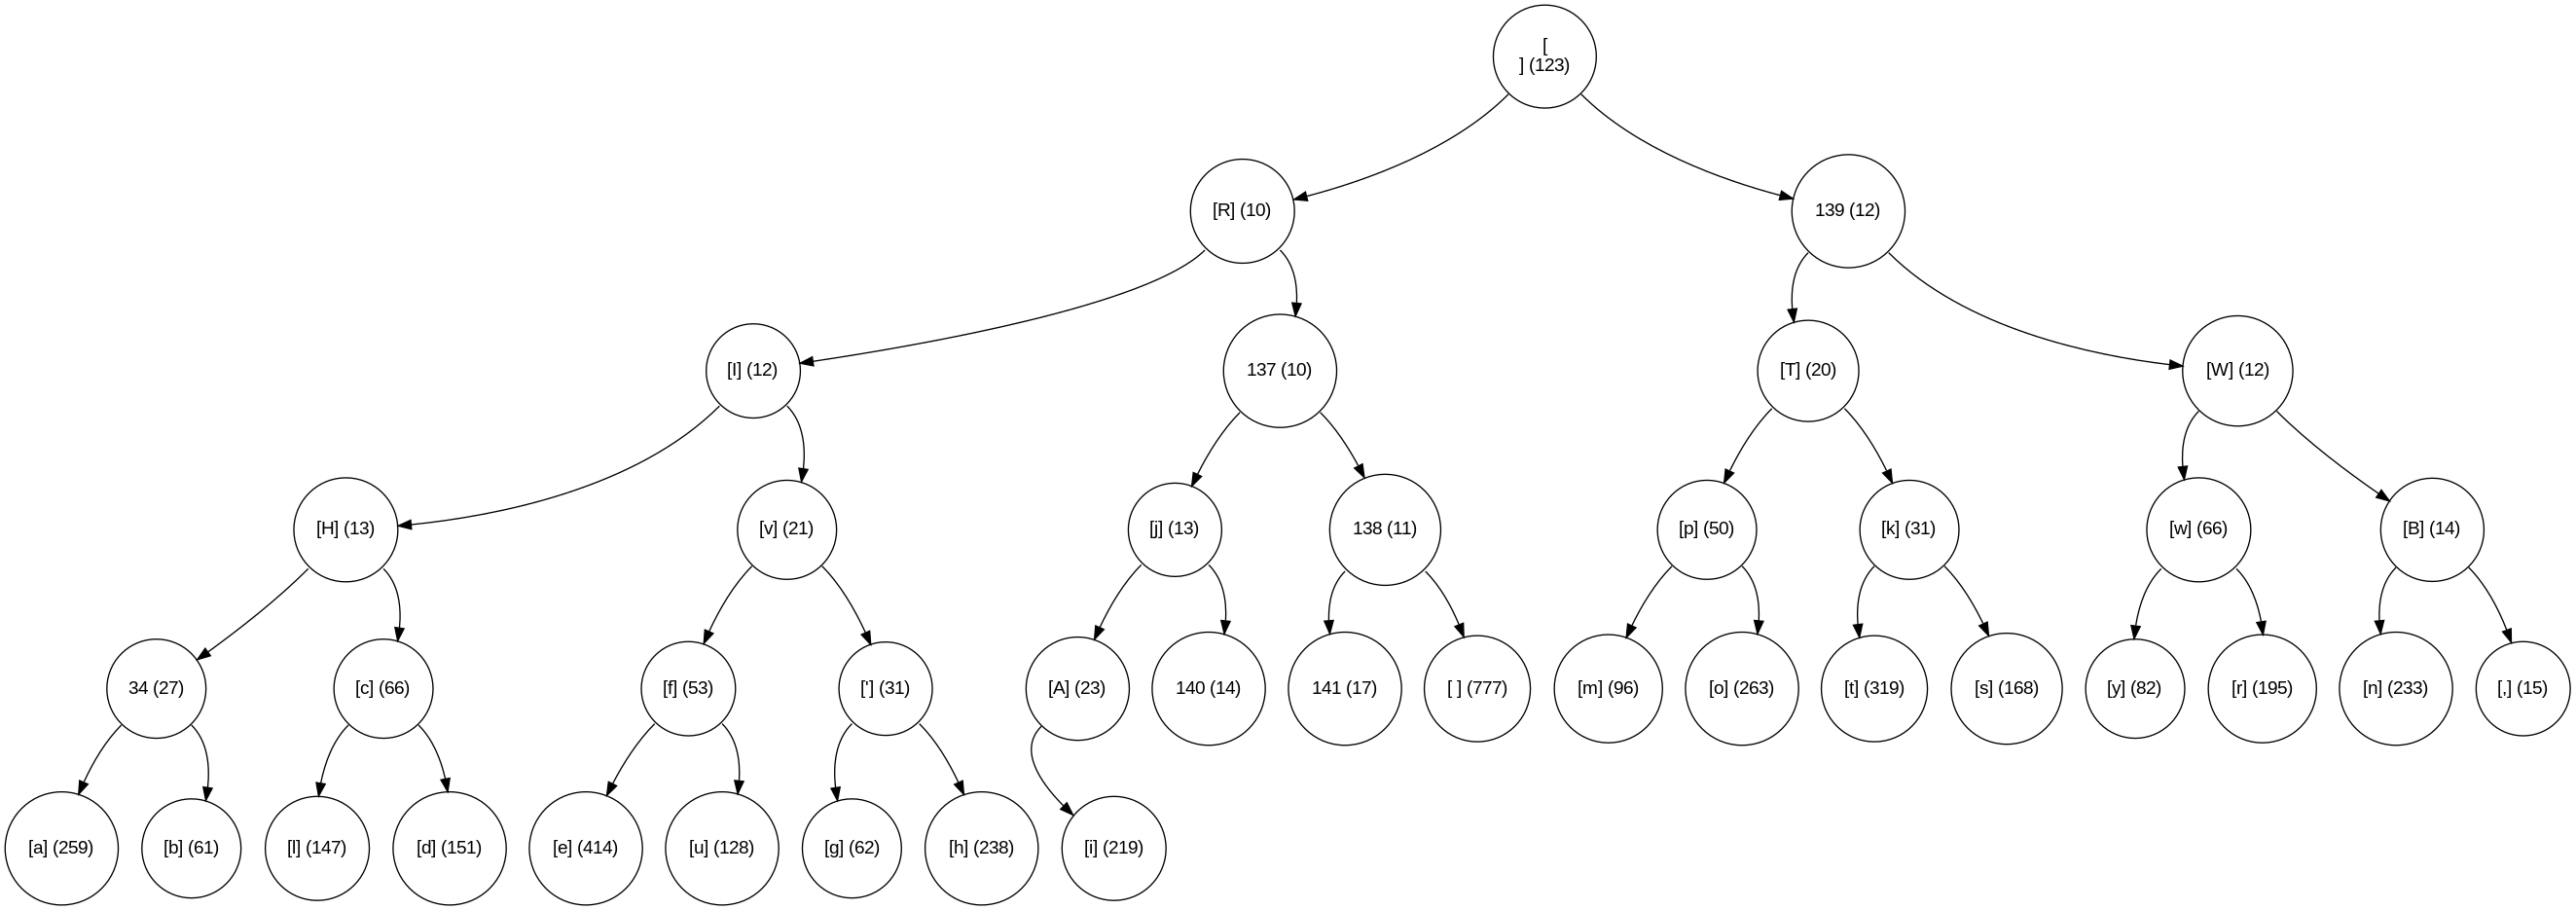 [
] (123)
[R] (10)
139 (12)
[I] (12)
137 (10)
[T] (20)
[W] (12)
[H] (13)
[v] (21)
[j] (13)
138 (11)
[p] (50)
[k] (31)
[w] (66)
[B] (14)
34 (27)
[c] (66)
[f] (53)
['] (31)
[A] (23)
140 (14)
141 (17)
[ ] (777)
[m] (96)
[o] (263)
[t] (319)
[s] (168)
[y] (82)
[r] (195)
[n] (233)
[,] (15)
[a] (259)
[b] (61)
[l] (147)
[d] (151)
[e] (414)
[u] (128)
[g] (62)
[h] (238)
[i] (219)